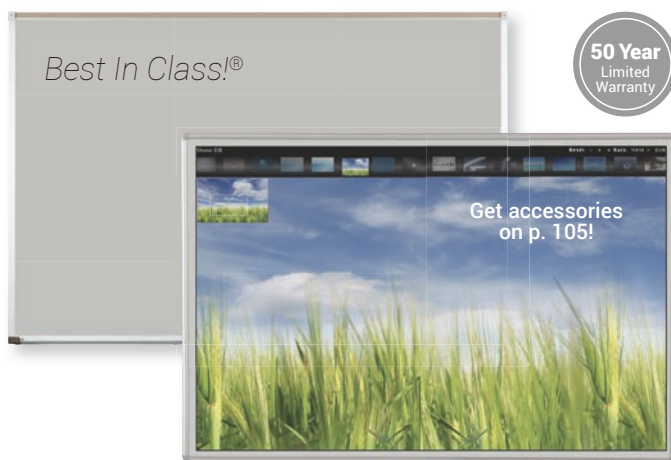 Best In Class!®
50 Year
Limited
Warranty
Get accessories
on p. 105!